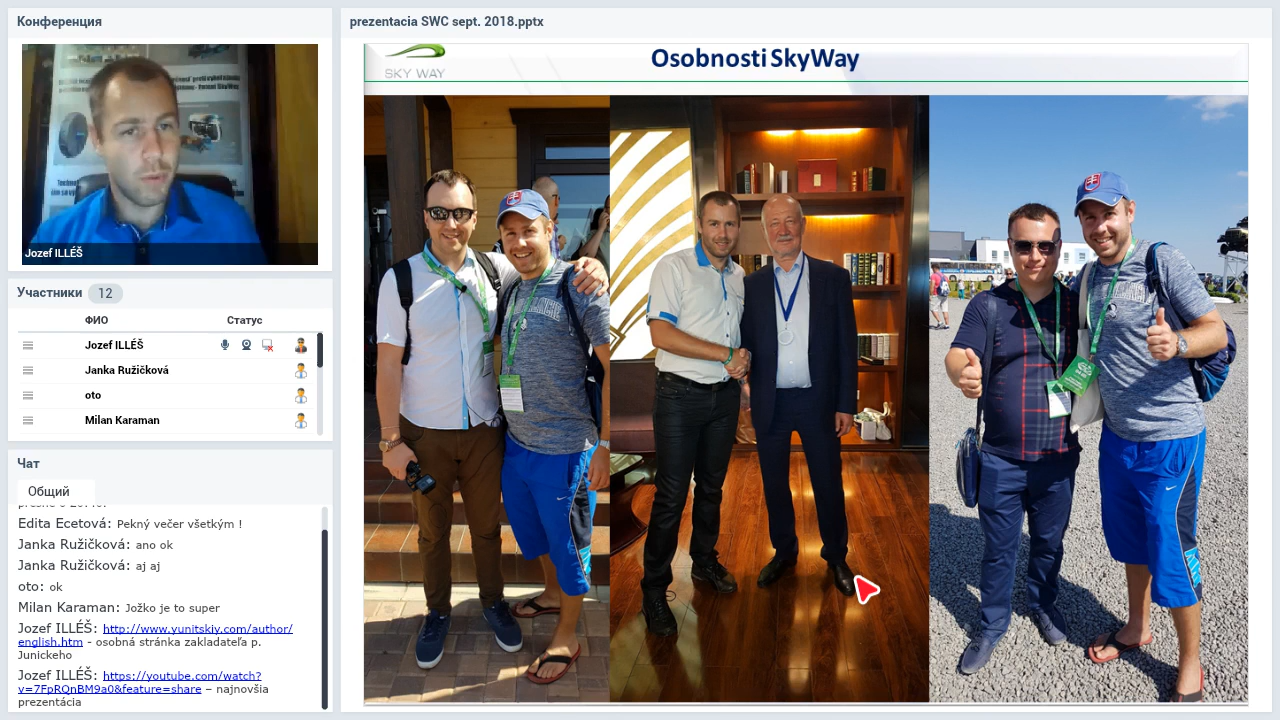 Конференция
Jozef ILLÉŠ
Участники 12
ФИО Статус
Jozef ILLÉŠ
Janka Ružičková
oto
Milan Karaman
Чат
Общий
Edita Ecetová: Pekný večer všetkým !
Janka Ružičková: ano ok
Janka Ružičková: aj aj
oto: ok
Milan Karaman: Jožko je to super
Jozef ILLÉŠ: http://www.yunitskiy.com/author/
english.htm - osobná stránka zakladateľa p.
Junickeho
Jozef ILLÉŠ: https://youtube.com/watch?
v=7FpRQnBM9a0&feature=share – najnovšia
prezentácia
prezentacia SWC sept. 2018.pptx
SKY WAY
Osobnosti SkyWay